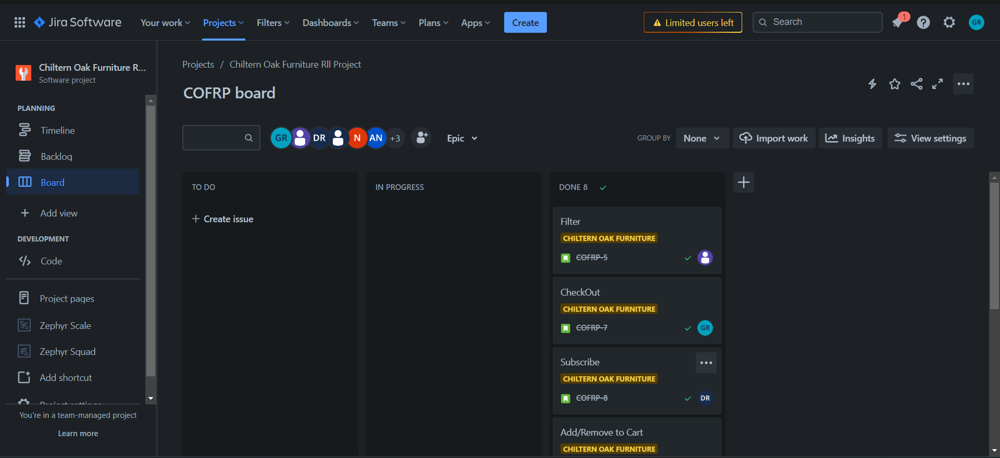 Jira Software
Your work
Projects
Filters
Dashboards
Teams
Plans
Apps
Create
Limited users left
Search
1
GR
Chiltern Oak Furniture R...
Software project
PLANNING
Timeline
Backlog
Board
Add view
DEVELOPMENT
Code
Project pages
Zephyr Scale
Zephyr Squad
Add shortcut
Project settings
You're in a team-managed project
Learn more
Projects / Chiltern Oak Furniture Rll Project
COFRP board
GR
DR
N
AN
+3
Epic
GROUP BY
None
Import work
Insights
View settings
TO DO
Create issue
IN PROGRESS
DONE 8
Filter
CHILTERN OAK FURNITURE
COFRP-5
CheckOut
CHILTERN OAK FURNITURE
COFRP-7
GR
Subscribe
CHILTERN OAK FURNITURE
COFRP-8
DR
Add/Remove to Cart
CHILTERN OAK FURNITURE